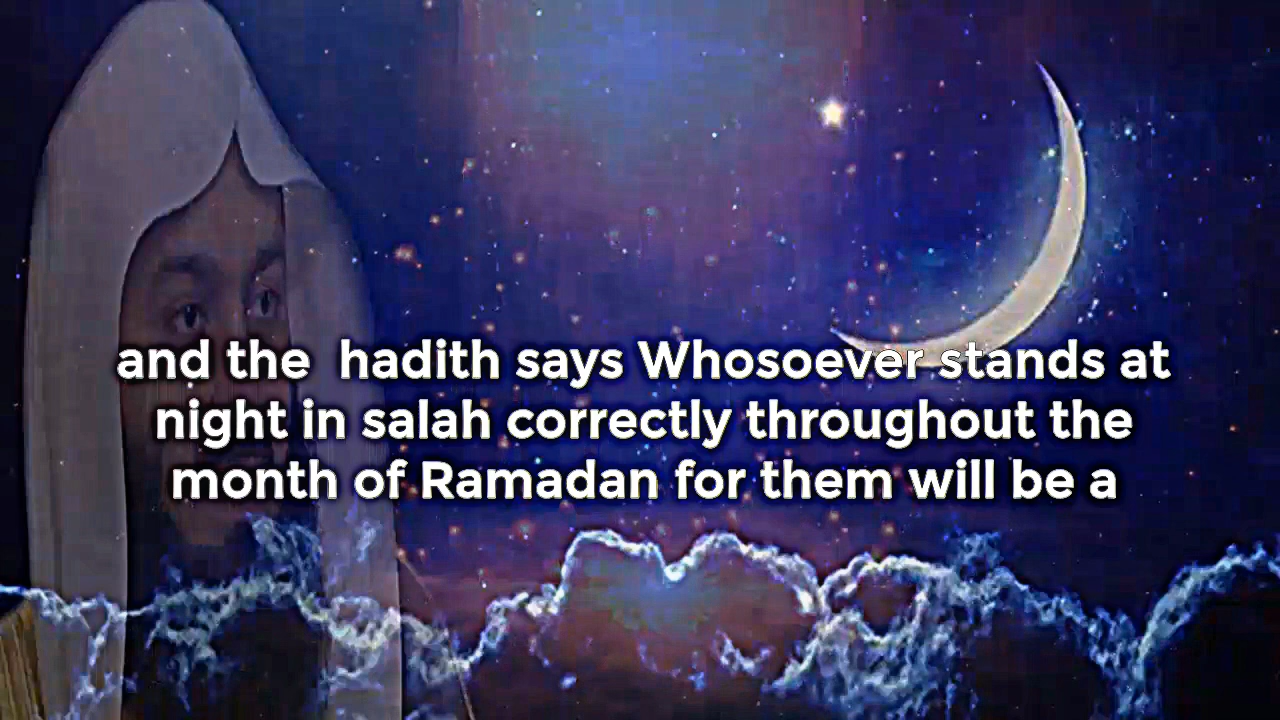 and the  hadith says Whosoever stands at
night in salah correctly throughout the
month of Ramadan for them will be a